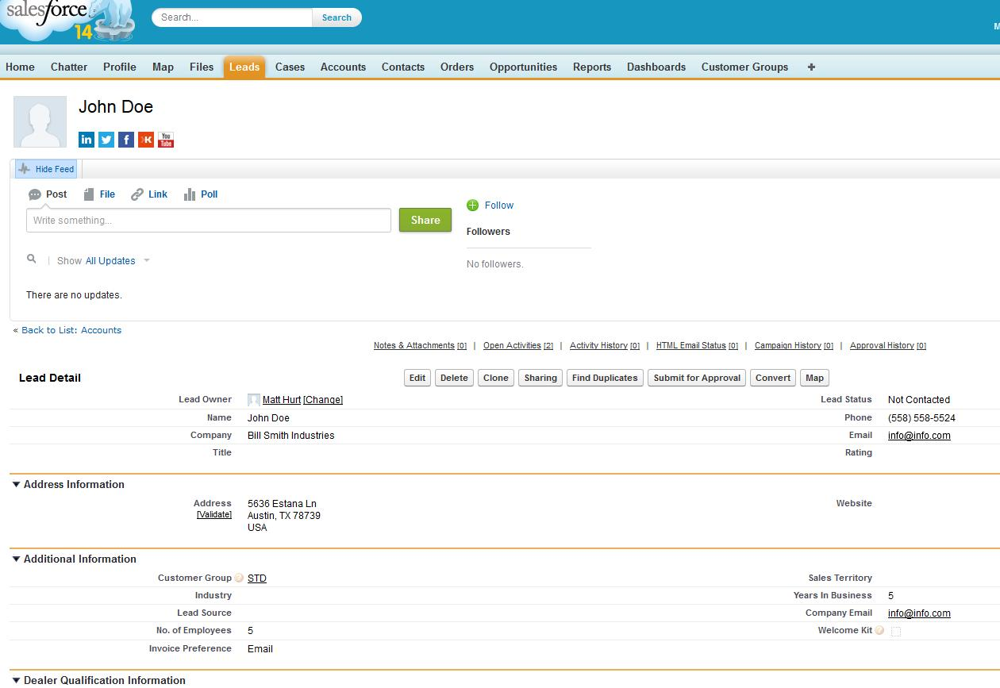 salesforce
14
Search...
Search
M
Home Chatter Profile Map Files Leads Cases Accounts Contacts Orders Opportunities Reports Dashboards Customer Groups +
John Doe
in f K You Tube
Hide Feed
Post File Link Poll
Write something...
Share
Follow
Followers
No followers.
Show All Updates
There are no updates.
« Back to List: Accounts
Notes & Attachments [0] | Open Activities [2] | Activity History [0] | HTML Email Status [0] | Campaign History [0] | Approval History [0]
Lead Detail Edit Delete Clone Sharing Find Duplicates Submit for Approval Convert Map
Lead Owner Matt Hurt [Change] Lead Status Not Contacted
Name John Doe Phone (558) 558-5524
Company Bill Smith Industries Email info@info.com
Title Rating
Address Information
Address 5636 Estana Ln Website
[Validate] Austin, TX 78739
USA
Additional Information
Customer Group ? STD Sales Territory
Industry Years In Business 5
Lead Source Company Email info@info.com
No. of Employees 5 Welcome Kit ?
Invoice Preference Email
Dealer Qualification Information